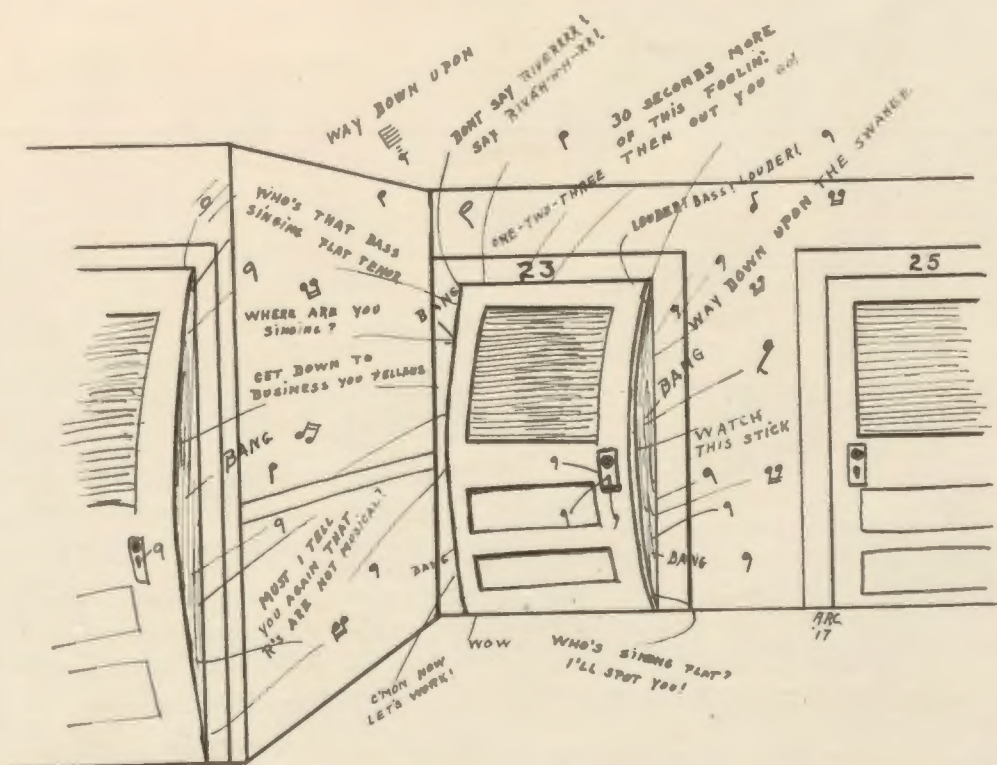 WAY DOWN UPON
DONT SAY RIVERRRR!
SAY RIVAH'H'H-RR!
30 SECONDS MORE
OF THIS FOOLIN'
THEN OUT YOU GO!
ONE-TWO-THREE
LOUDER! BASS! LOUDER!
WAY DOWN UPON THE SWANEE
WHO'S THAT BASS
SINGING FLAT TENOR
WHERE ARE YOU
SINGING?
GET DOWN TO
BUSINESS YOU FELLAHS
BANG
MUST I TELL
YOU AGAIN THAT
R'S ARE NOT MUSICAL?
BANG
23
BANG
BANG
WATCH
THIS STICK
BANG
25
C'MON NOW
LET'S WORK!
WOW
WHO'S SINGING FLAT?
I'LL SPOT YOU!
ARC
'17